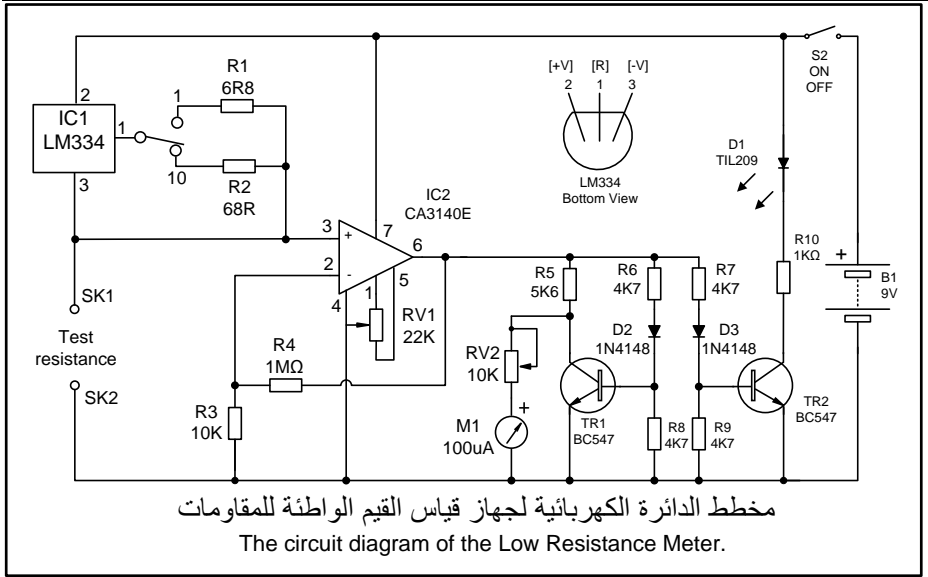 S2
ON
OFF
[+V] [R] [-V]
2 1 3
LM334
Bottom View
2
IC1
LM334
1
3
R1
6R8
1
10
R2
68R
IC2
CA3140E
3
+
2
-
7
6
4
1
5
RV1
22K
D1
TIL209
R10
1KΩ
+
B1
9V
SK1
Test
resistance
SK2
R4
1MΩ
R3
10K
R5
5K6
R6
4K7
R7
4K7
D2
1N4148
D3
1N4148
RV2
10K
+
M1
100uA
TR1
BC547
R8
4K7
R9
4K7
TR2
BC547
مخطط الدائرة الكهربائية لجهاز قياس القيم الواطئة للمقاومات
The circuit diagram of the Low Resistance Meter.